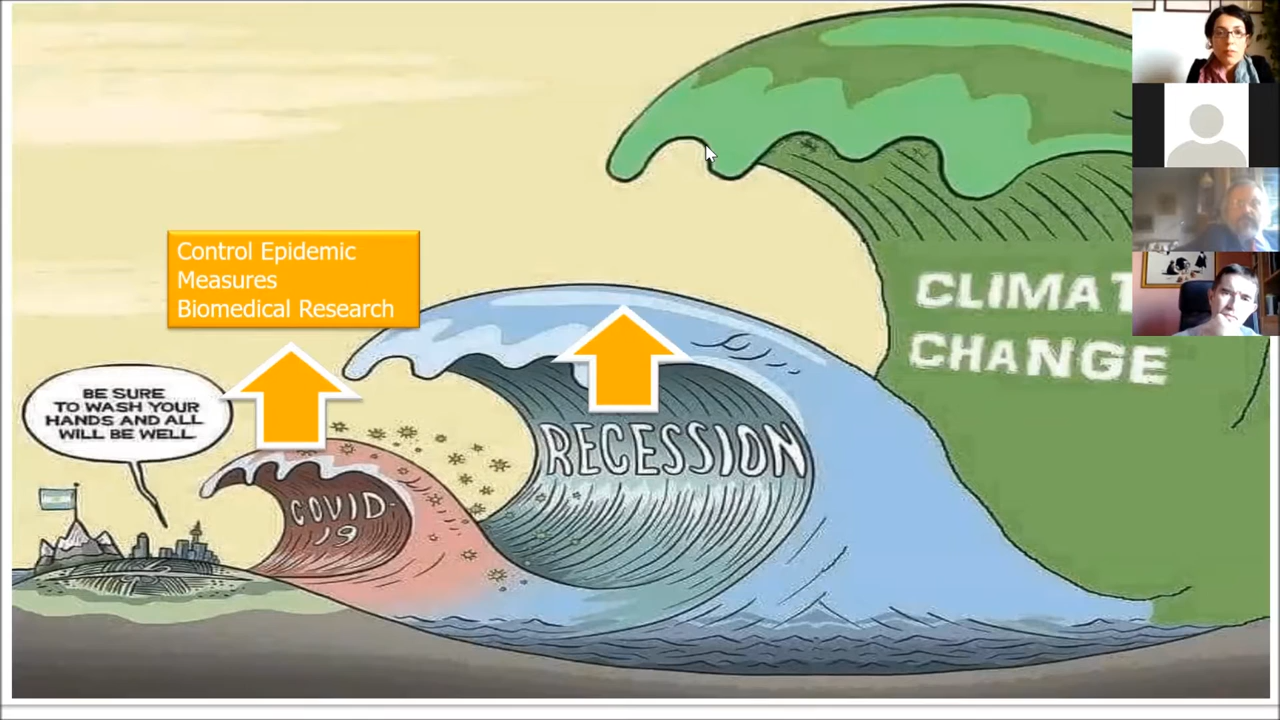 Control Epidemic
Measures
Biomedical Research
BE SURE
TO WASH YOUR
HANDS AND ALL
WILL BE WELL.
COVID-
19
RECESSION
CLIMAT
CHANGE